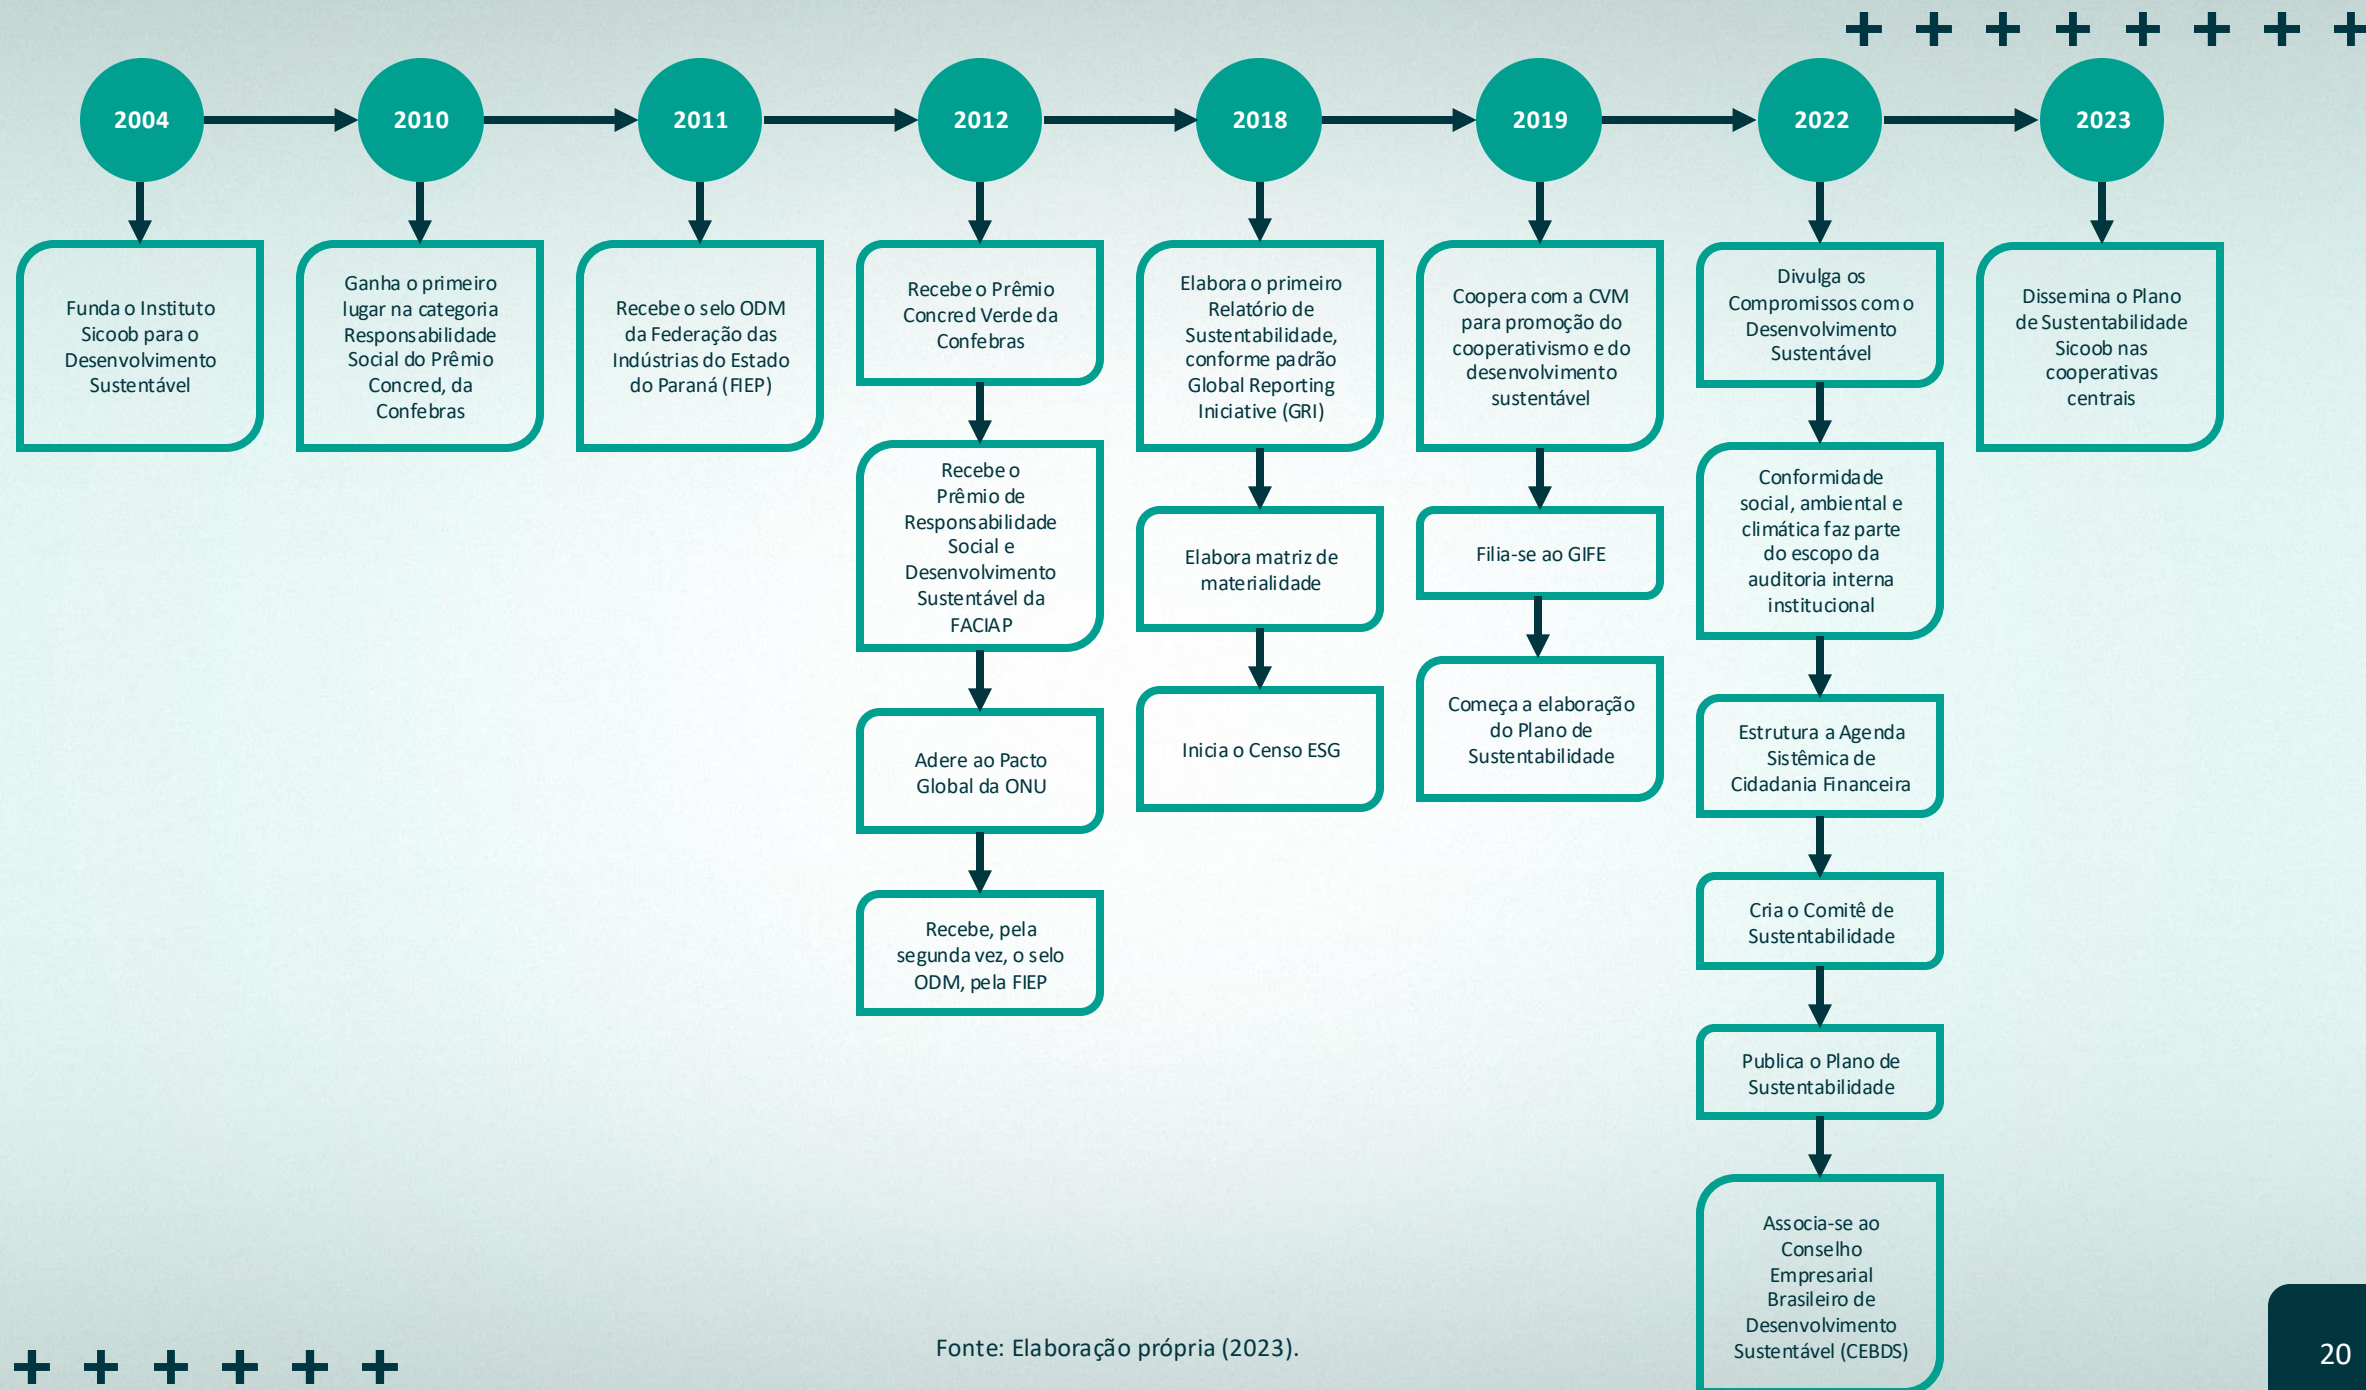 2004
2010
2011
2012
2018
2019
2022
2023
Funda o Instituto
Sicoob para o
Desenvolvimento
Sustentável
Ganha o primeiro
lugar na categoria
Responsabilidade
Social do Prêmio
Concred, da
Confebras
Recebe o selo ODM
da Federação das
Indústrias do Estado
do Paraná (FIEP)
Recebe o Prêmio
Concred Verde da
Confebras
Recebe o
Prêmio de
Responsabilidade
Social e
Desenvolvimento
Sustentável da
FACIAP
Adere ao Pacto
Global da ONU
Recebe, pela
segunda vez, o selo
ODM, pela FIEP
Elabora o primeiro
Relatório de
Sustentabilidade,
conforme padrão
Global Reporting
Iniciative (GRI)
Elabora matriz de
materialidade
Inicia o Censo ESG
Coopera com a CVM
para promoção do
cooperativismo e do
desenvolvimento
sustentável
Filia-se ao GIFE
Começa a elaboração
do Plano de
Sustentabilidade
Divulga os
Compromissos com o
Desenvolvimento
Sustentável
Conformidade
social, ambiental e
climática faz parte
do escopo da
auditoria interna
institucional
Estrutura a Agenda
Sistêmica de
Cidadania Financeira
Cria o Comitê de
Sustentabilidade
Publica o Plano de
Sustentabilidade
Associa-se ao
Conselho
Empresarial
Brasileiro de
Desenvolvimento
Sustentável (CEBDS)
Dissemina o Plano
de Sustentabilidade
Sicoob nas
cooperativas
centrais
Fonte: Elaboração própria (2023).
20